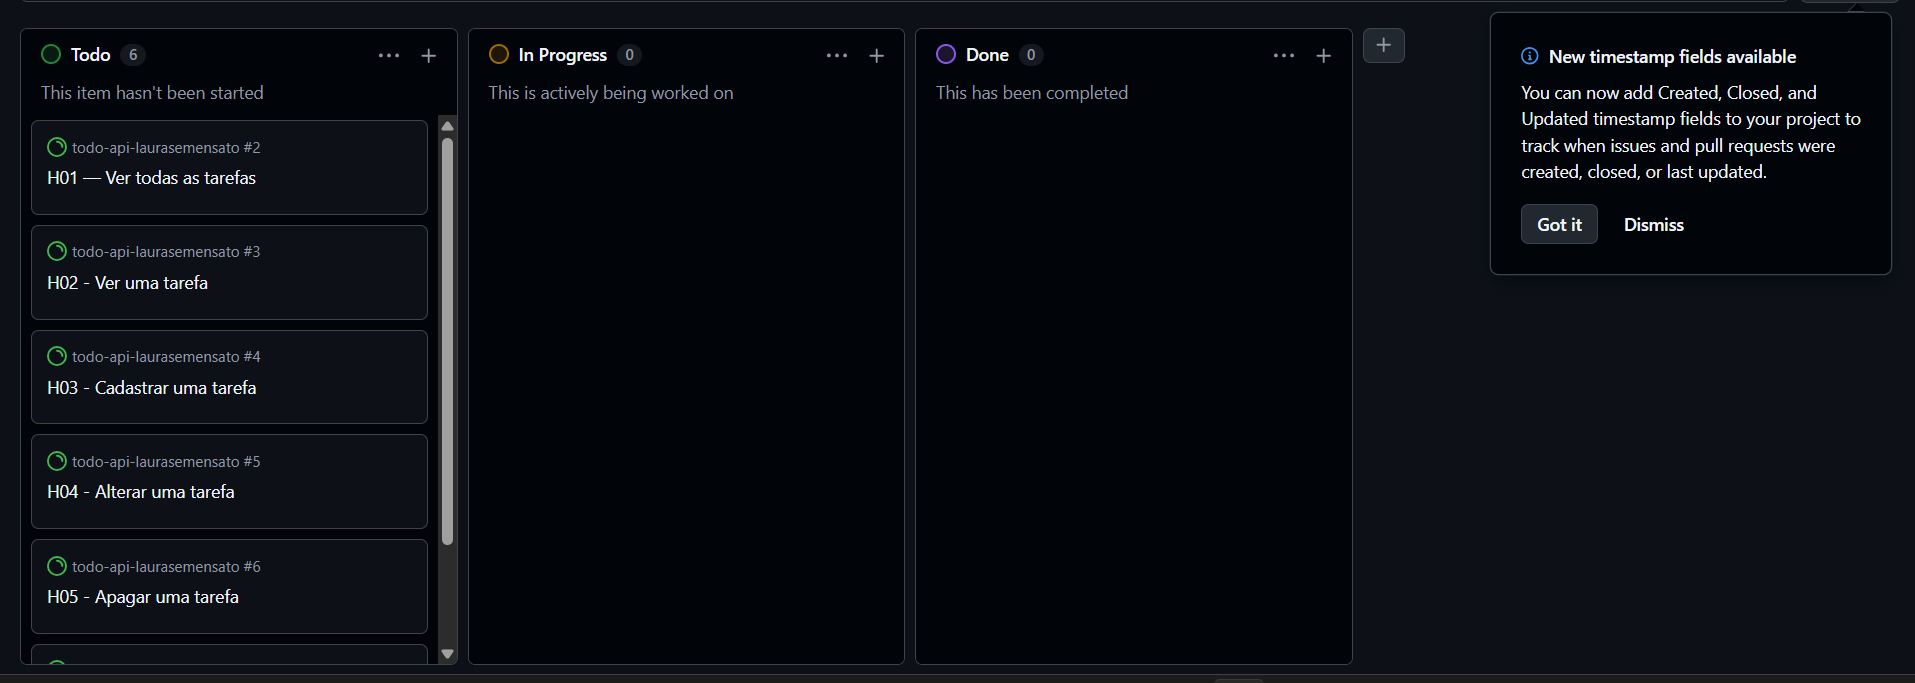 Todo 6
This item hasn't been started
todo-api-laurasemensato #2
H01 — Ver todas as tarefas
todo-api-laurasemensato #3
H02 - Ver uma tarefa
todo-api-laurasemensato #4
H03 - Cadastrar uma tarefa
todo-api-laurasemensato #5
H04 - Alterar uma tarefa
todo-api-laurasemensato #6
H05 - Apagar uma tarefa
In Progress 0
This is actively being worked on
Done 0
This has been completed
New timestamp fields available
You can now add Created, Closed, and
Updated timestamp fields to your project to
track when issues and pull requests were
created, closed, or last updated.
Got it
Dismiss